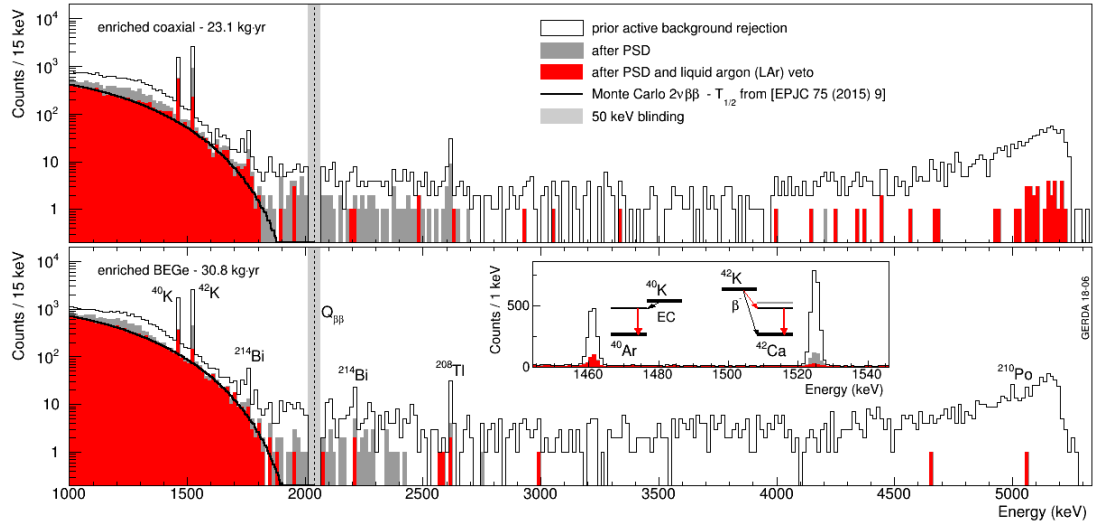 enriched coaxial - 23.1 kg·yr
prior active background rejection
after PSD
after PSD and liquid argon (LAr) veto
Monte Carlo 2νββ - T1/2 from [EPJC 75 (2015) 9]
50 keV blinding
Counts / 15 keV
10⁴
10³
10²
10
1
enriched BEGe - 30.8 kg·yr
Counts / 15 keV
10⁴
10³
10²
10
1
⁴⁰K
⁴²K
²¹⁴Bi
Qββ
²¹⁴Bi
²⁰⁸Tl
²¹⁰Po
Counts / 1 keV
500
0
⁴⁰K
EC
⁴⁰Ar
⁴²K
β⁻
⁴²Ca
1460 1480 1500 1520 1540
Energy (keV)
1000 1500 2000 2500 3000 3500 4000 4500 5000
Energy (keV)
GERDA 18-06